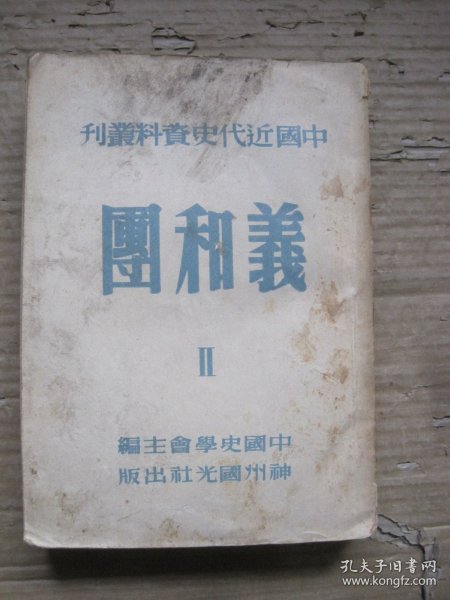 中國近代史資料叢刊
義和團
II
中國史學會主編
神州國光社出版
孔夫子旧书网
www.kongfz.com